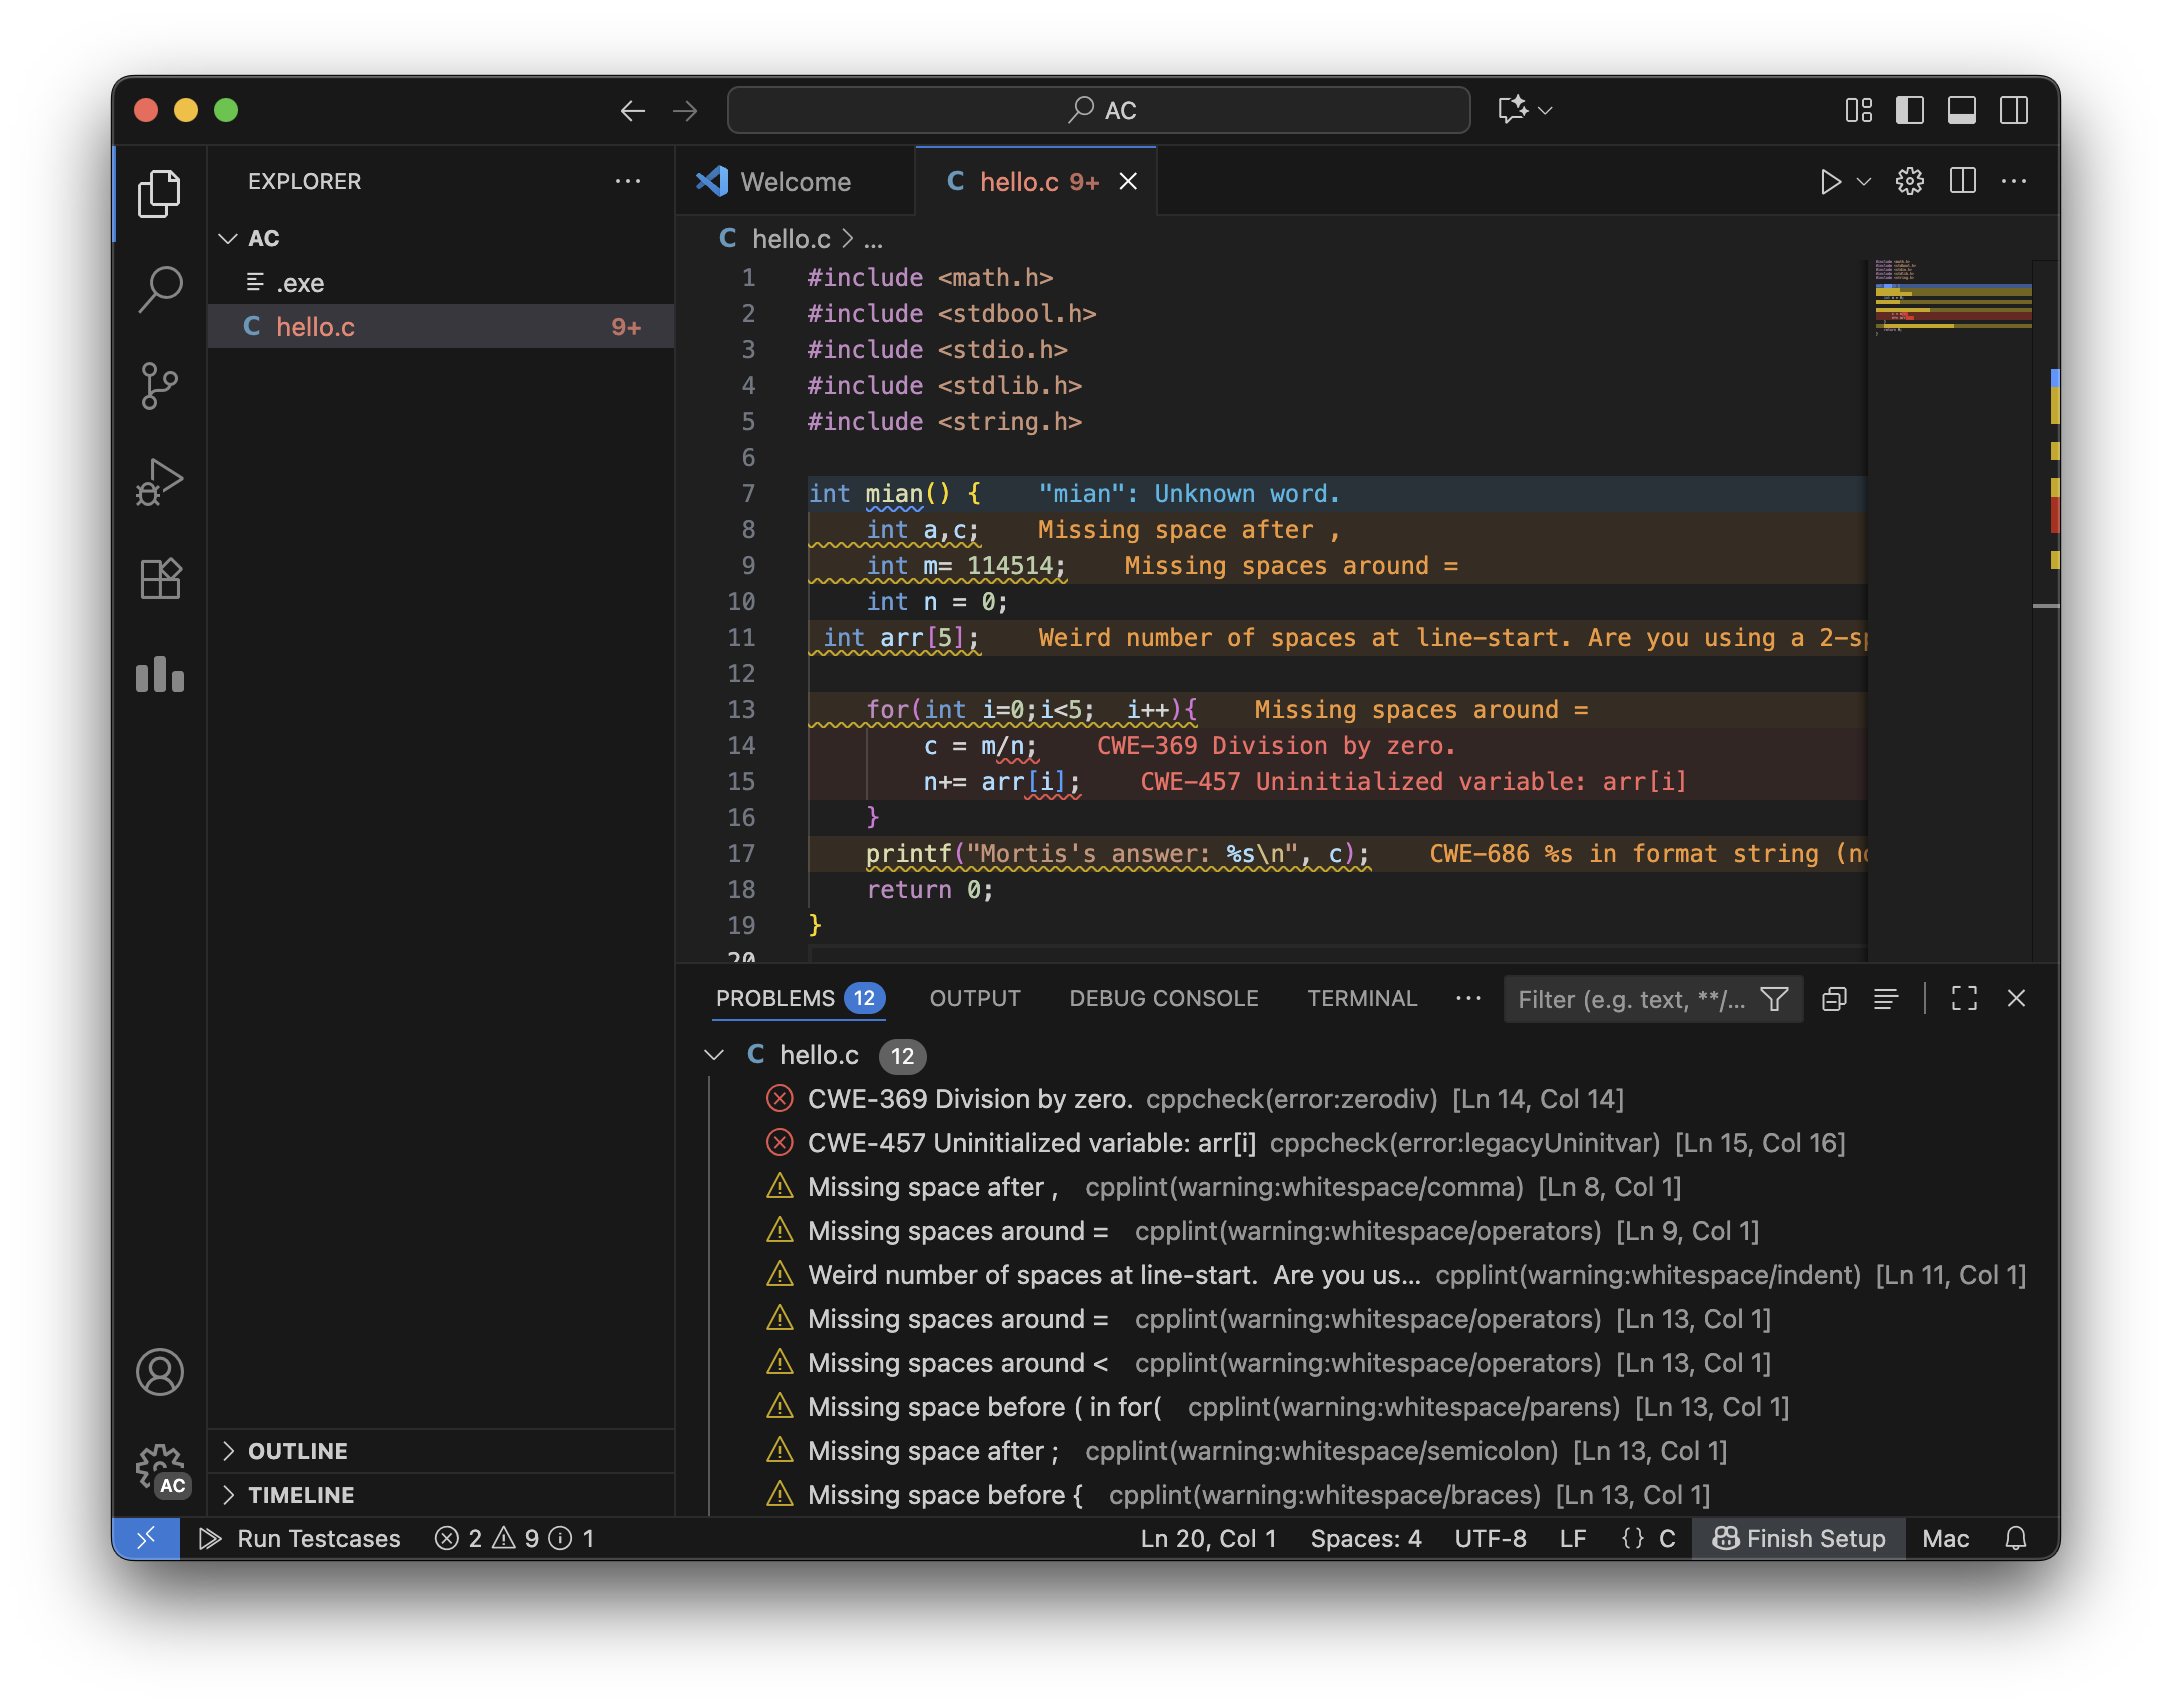 AC
EXPLORER
AC
.exe
hello.c 9+
OUTLINE
TIMELINE
AC
Welcome
hello.c 9+
hello.c > ...
1 #include <math.h>
2 #include <stdbool.h>
3 #include <stdio.h>
4 #include <stdlib.h>
5 #include <string.h>
6
7 int mian() { "mian": Unknown word.
8 int a,c; Missing space after ,
9 int m= 114514; Missing spaces around =
10 int n = 0;
11 int arr[5]; Weird number of spaces at line-start. Are you using a 2-sp
12
13 for(int i=0;i<5;  i++){ Missing spaces around =
14 c = m/n; CWE-369 Division by zero.
15 n+= arr[i]; CWE-457 Uninitialized variable: arr[i]
16 }
17 printf("Mortis's answer: %s\n", c); CWE-686 %s in format string (no
18 return 0;
19 }
20
PROBLEMS 12 OUTPUT DEBUG CONSOLE TERMINAL ... Filter (e.g. text, **/...
hello.c 12
CWE-369 Division by zero. cppcheck(error:zerodiv) [Ln 14, Col 14]
CWE-457 Uninitialized variable: arr[i] cppcheck(error:legacyUninitvar) [Ln 15, Col 16]
Missing space after , cpplint(warning:whitespace/comma) [Ln 8, Col 1]
Missing spaces around = cpplint(warning:whitespace/operators) [Ln 9, Col 1]
Weird number of spaces at line-start.  Are you us... cpplint(warning:whitespace/indent) [Ln 11, Col 1]
Missing spaces around = cpplint(warning:whitespace/operators) [Ln 13, Col 1]
Missing spaces around < cpplint(warning:whitespace/operators) [Ln 13, Col 1]
Missing space before ( in for( cpplint(warning:whitespace/parens) [Ln 13, Col 1]
Missing space after ; cpplint(warning:whitespace/semicolon) [Ln 13, Col 1]
Missing space before { cpplint(warning:whitespace/braces) [Ln 13, Col 1]
Run Testcases 2 9 1 Ln 20, Col 1 Spaces: 4 UTF-8 LF {} C Finish Setup Mac